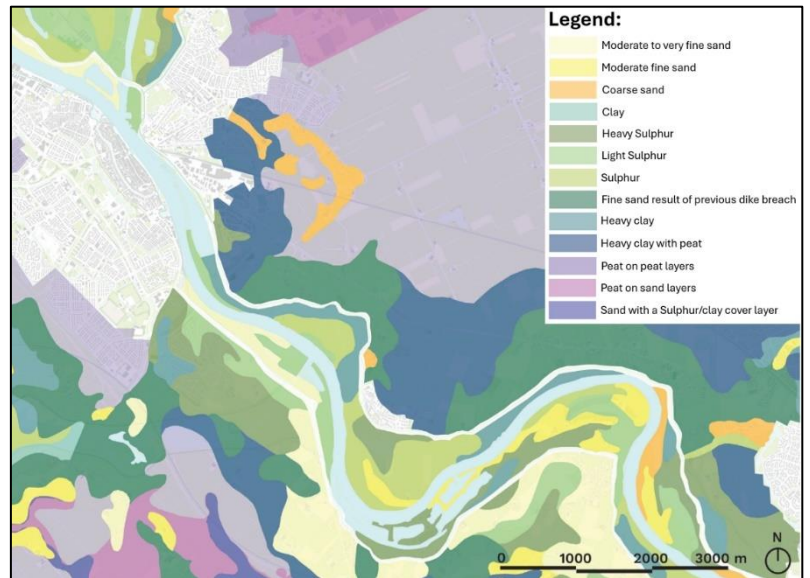 Legend:
Moderate to very fine sand
Moderate fine sand
Coarse sand
Clay
Heavy Sulphur
Light Sulphur
Sulphur
Fine sand result of previous dike breach
Heavy clay
Heavy clay with peat
Peat on peat layers
Peat on sand layers
Sand with a Sulphur/clay cover layer
N
0 1000 2000 3000 m